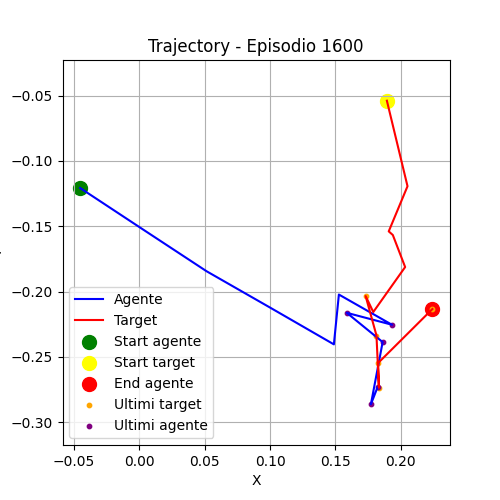 Trajectory - Episodio 1600
−0.05
−0.10
−0.15
−0.20
−0.25
−0.30
Agente
Target
Start agente
Start target
End agente
Ultimi target
Ultimi agente
−0.05 0.00 0.05 0.10 0.15 0.20
X